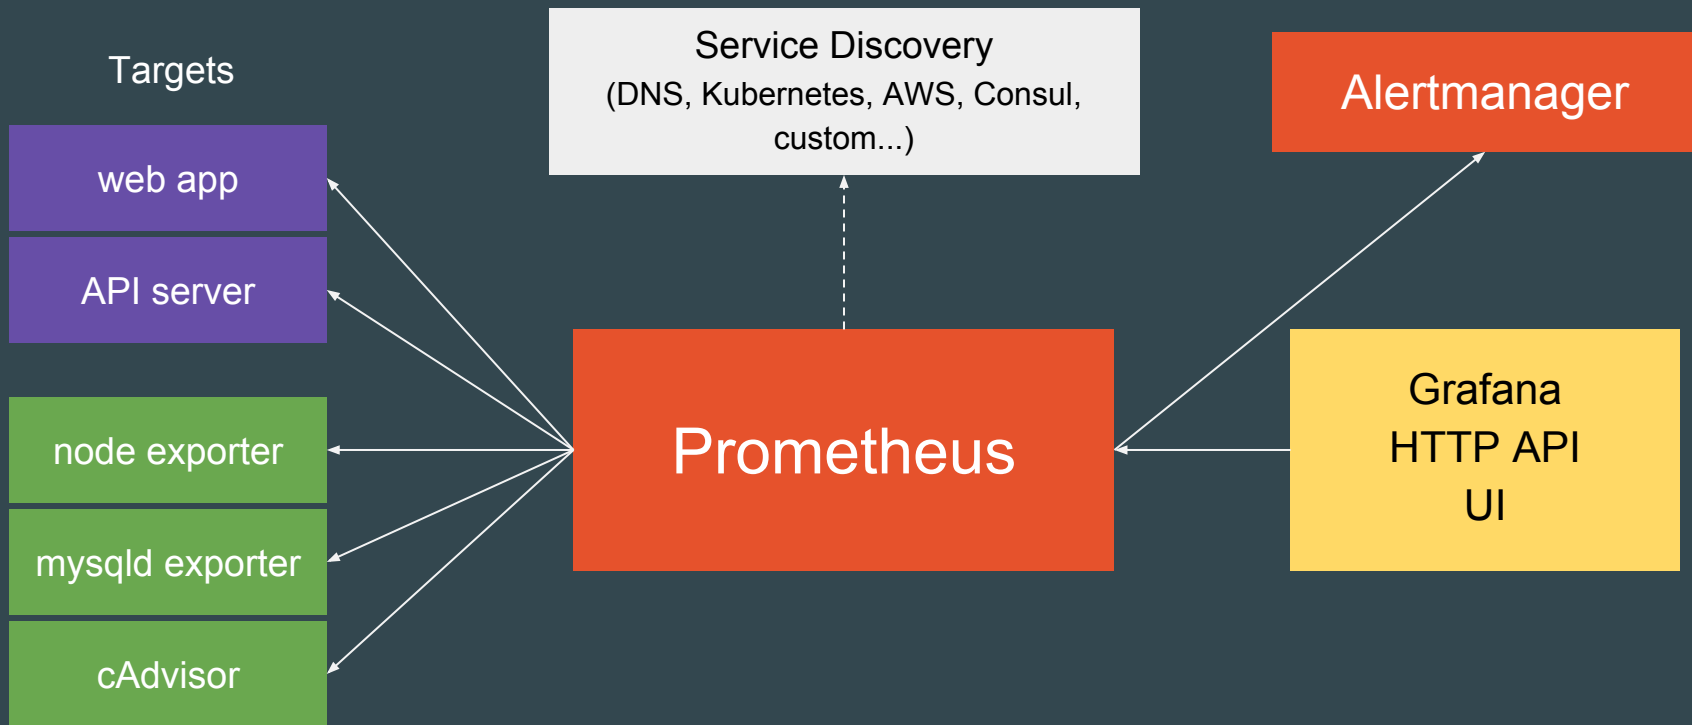 Targets
web app
API server
node exporter
mysqld exporter
cAdvisor
Service Discovery
(DNS, Kubernetes, AWS, Consul,
custom...)
Prometheus
Alertmanager
Grafana
HTTP API
UI